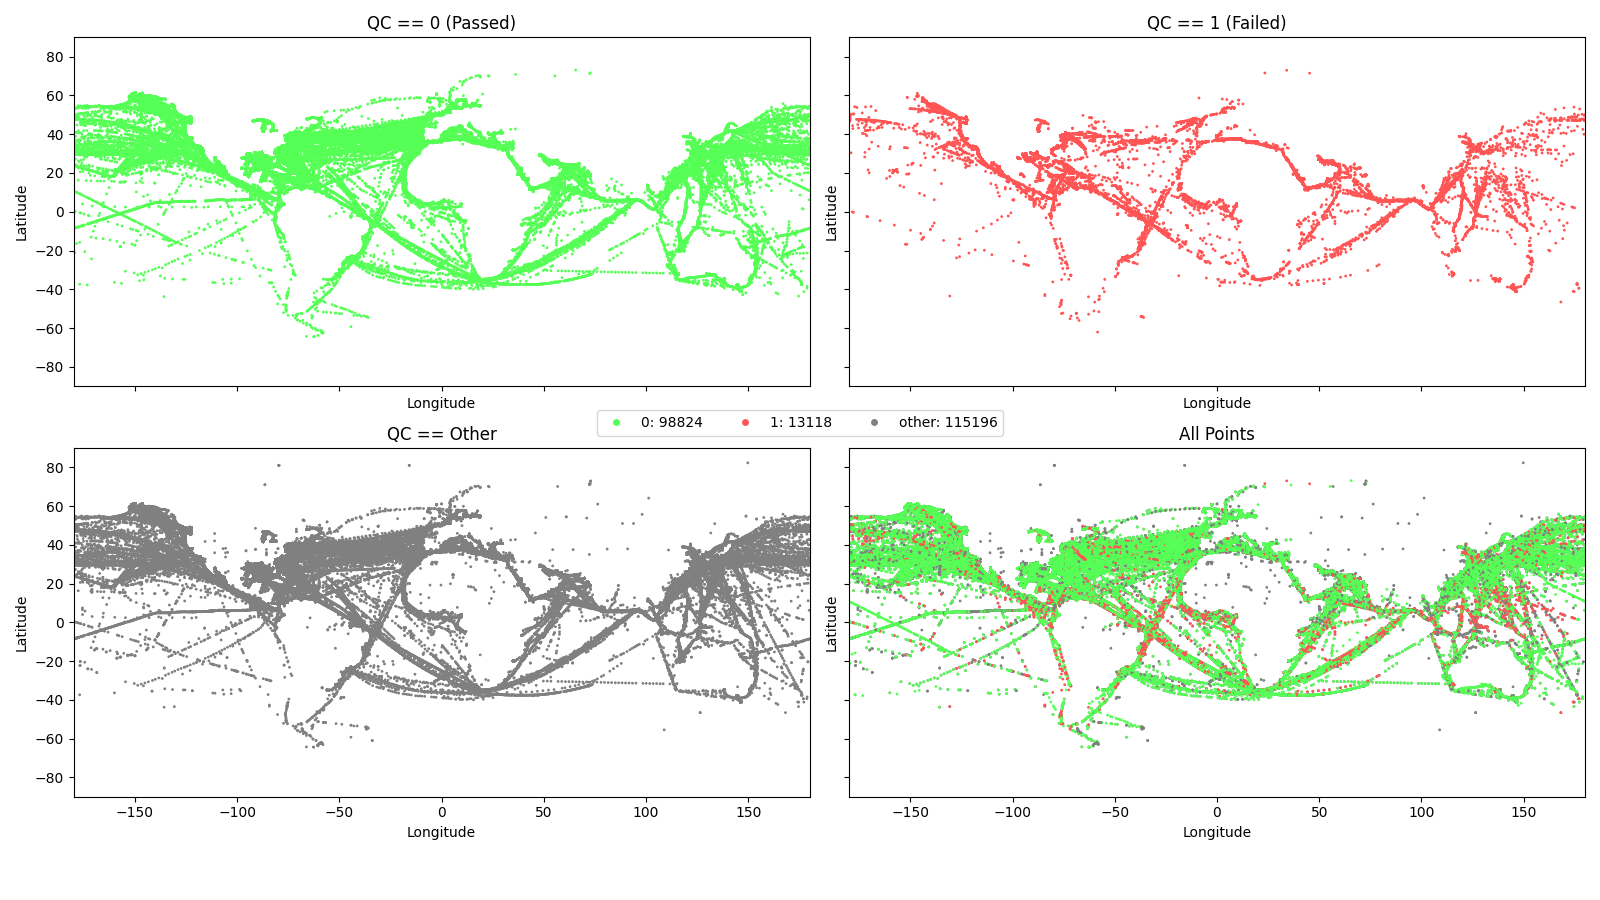 QC == 0 (Passed)
QC == 1 (Failed)
80
60
40
20
0
−20
−40
−60
−80
Latitude
Latitude
Longitude
Longitude
0: 98824 1: 13118 other: 115196
QC == Other
All Points
80
60
40
20
0
−20
−40
−60
−80
Latitude
Latitude
−150 −100 −50 0 50 100 150
−150 −100 −50 0 50 100 150
Longitude
Longitude